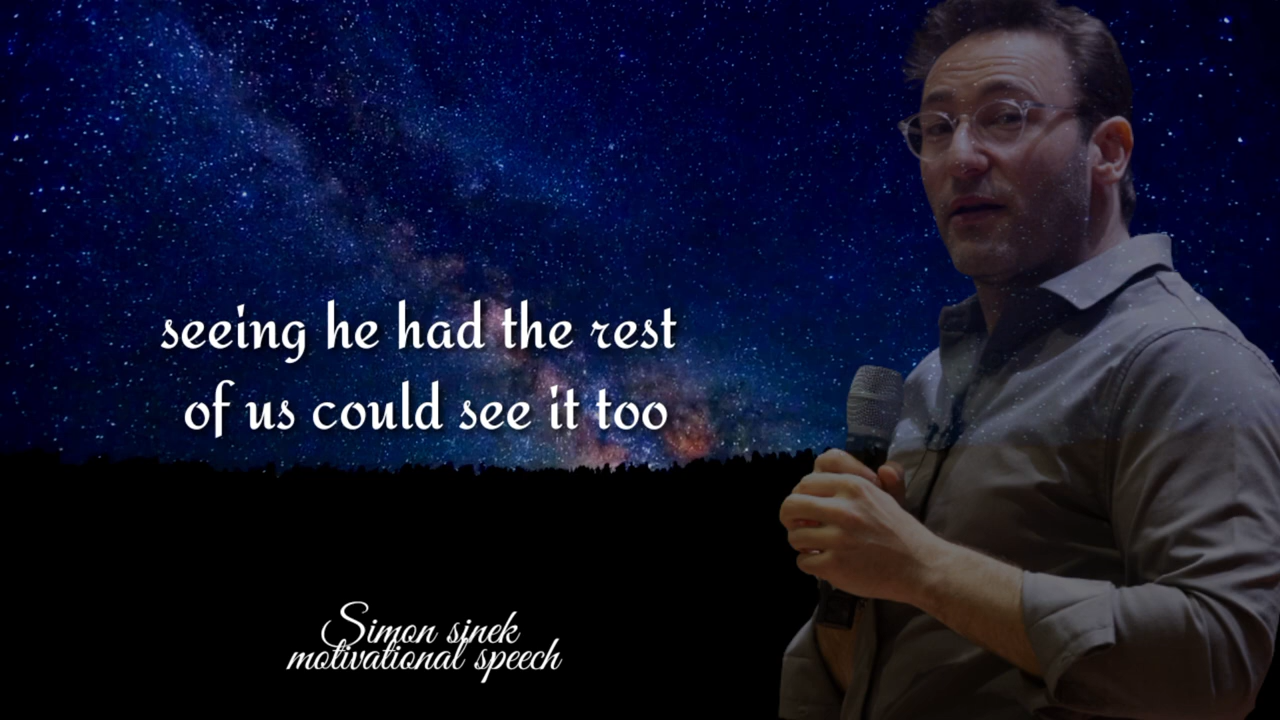 seeing he had the rest
of us could see it too
Simon sinek
motivational speech